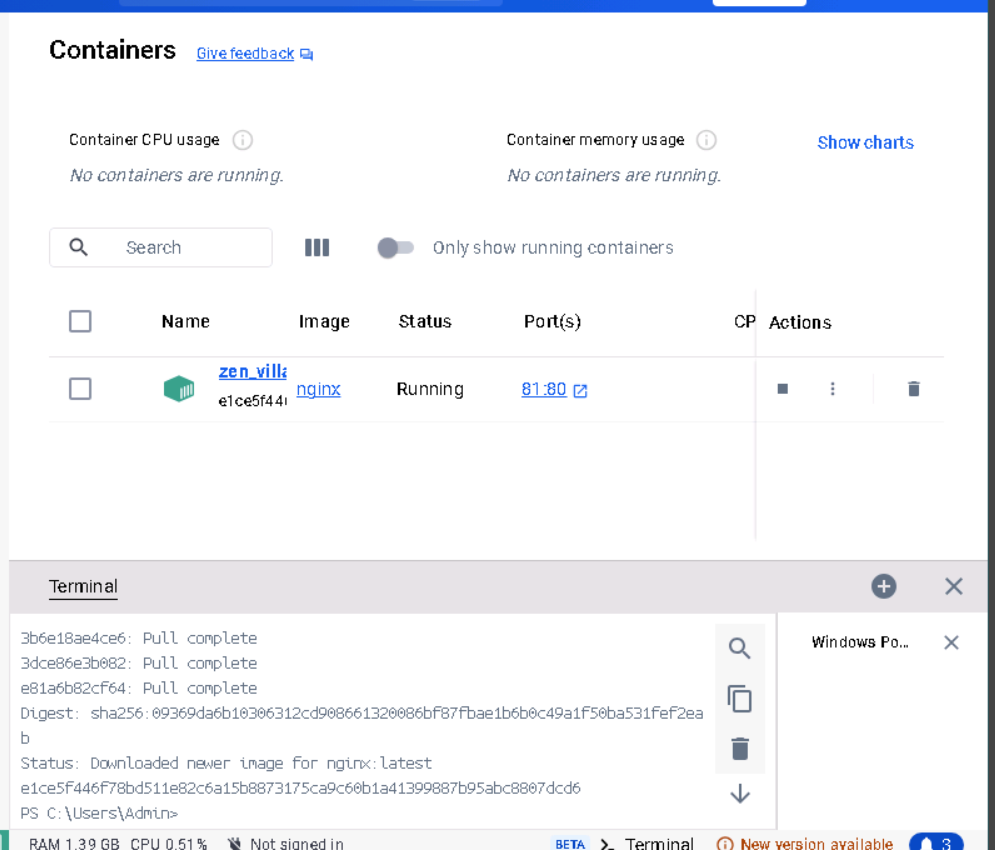 Containers Give feedback
Container CPU usage
Container memory usage
Show charts
No containers are running.
No containers are running.
Search
Only show running containers
Name Image Status Port(s) CP Actions
zen_villa
e1ce5f44
nginx Running 81:80
Terminal
3b6e18ae4ce6: Pull complete
3dce86e3b082: Pull complete
e81a6b82cf64: Pull complete
Digest: sha256:09369da6b10306312cd908661320086bf87fbae1b6b0c49a1f50ba531fef2ea
b
Status: Downloaded newer image for nginx:latest
e1ce5f446f78bd511e82c6a15b8873175ca9c60b1a41399887b95abc8807dcd6
PS C:\Users\Admin>
Windows Po...
RAM 1.39 GB CPU 0.51% Not signed in BETA Terminal New version available 3